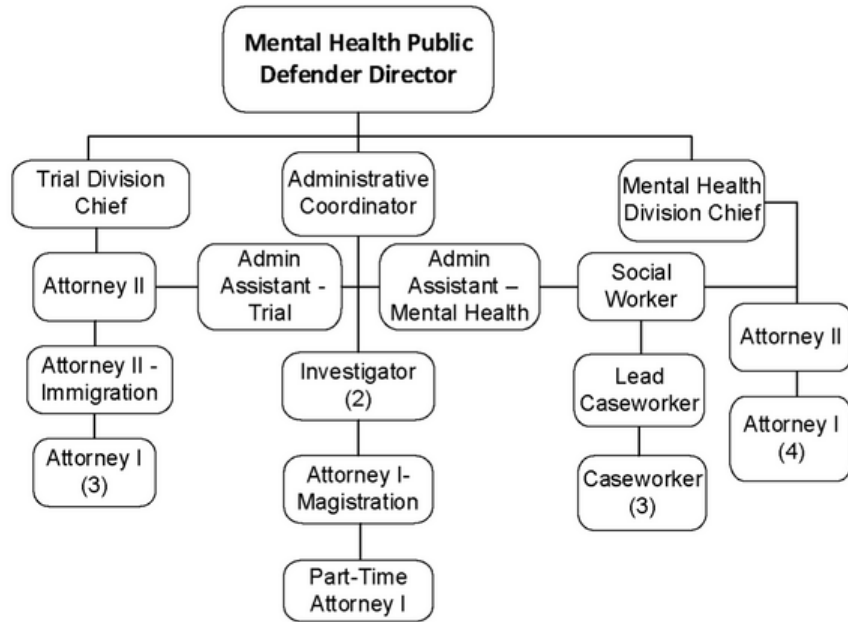 Mental Health Public
Defender Director
Trial Division
Chief
Administrative
Coordinator
Mental Health
Division Chief
Attorney II
Admin
Assistant -
Trial
Admin
Assistant –
Mental Health
Social
Worker
Attorney II
Attorney II -
Immigration
Investigator
(2)
Lead
Caseworker
Attorney I
(4)
Attorney I
(3)
Attorney I-
Magistration
Caseworker
(3)
Part-Time
Attorney I